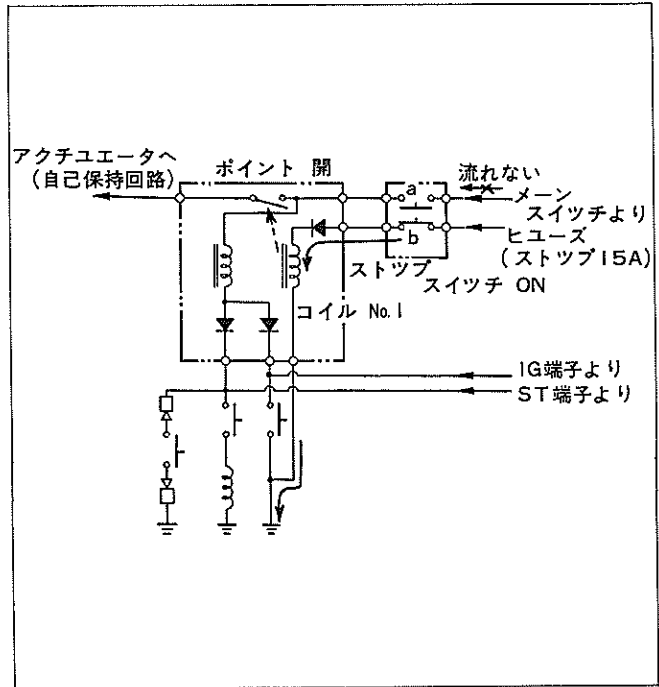 アクチユエータへ
(自己保持回路)
ポイント 開
流れない
メーン
スイッチより
ヒユーズ
(ストツプ15A)
a
b
ストツプ
スイツチ ON
コイル No.1
IG端子より
ST端子より